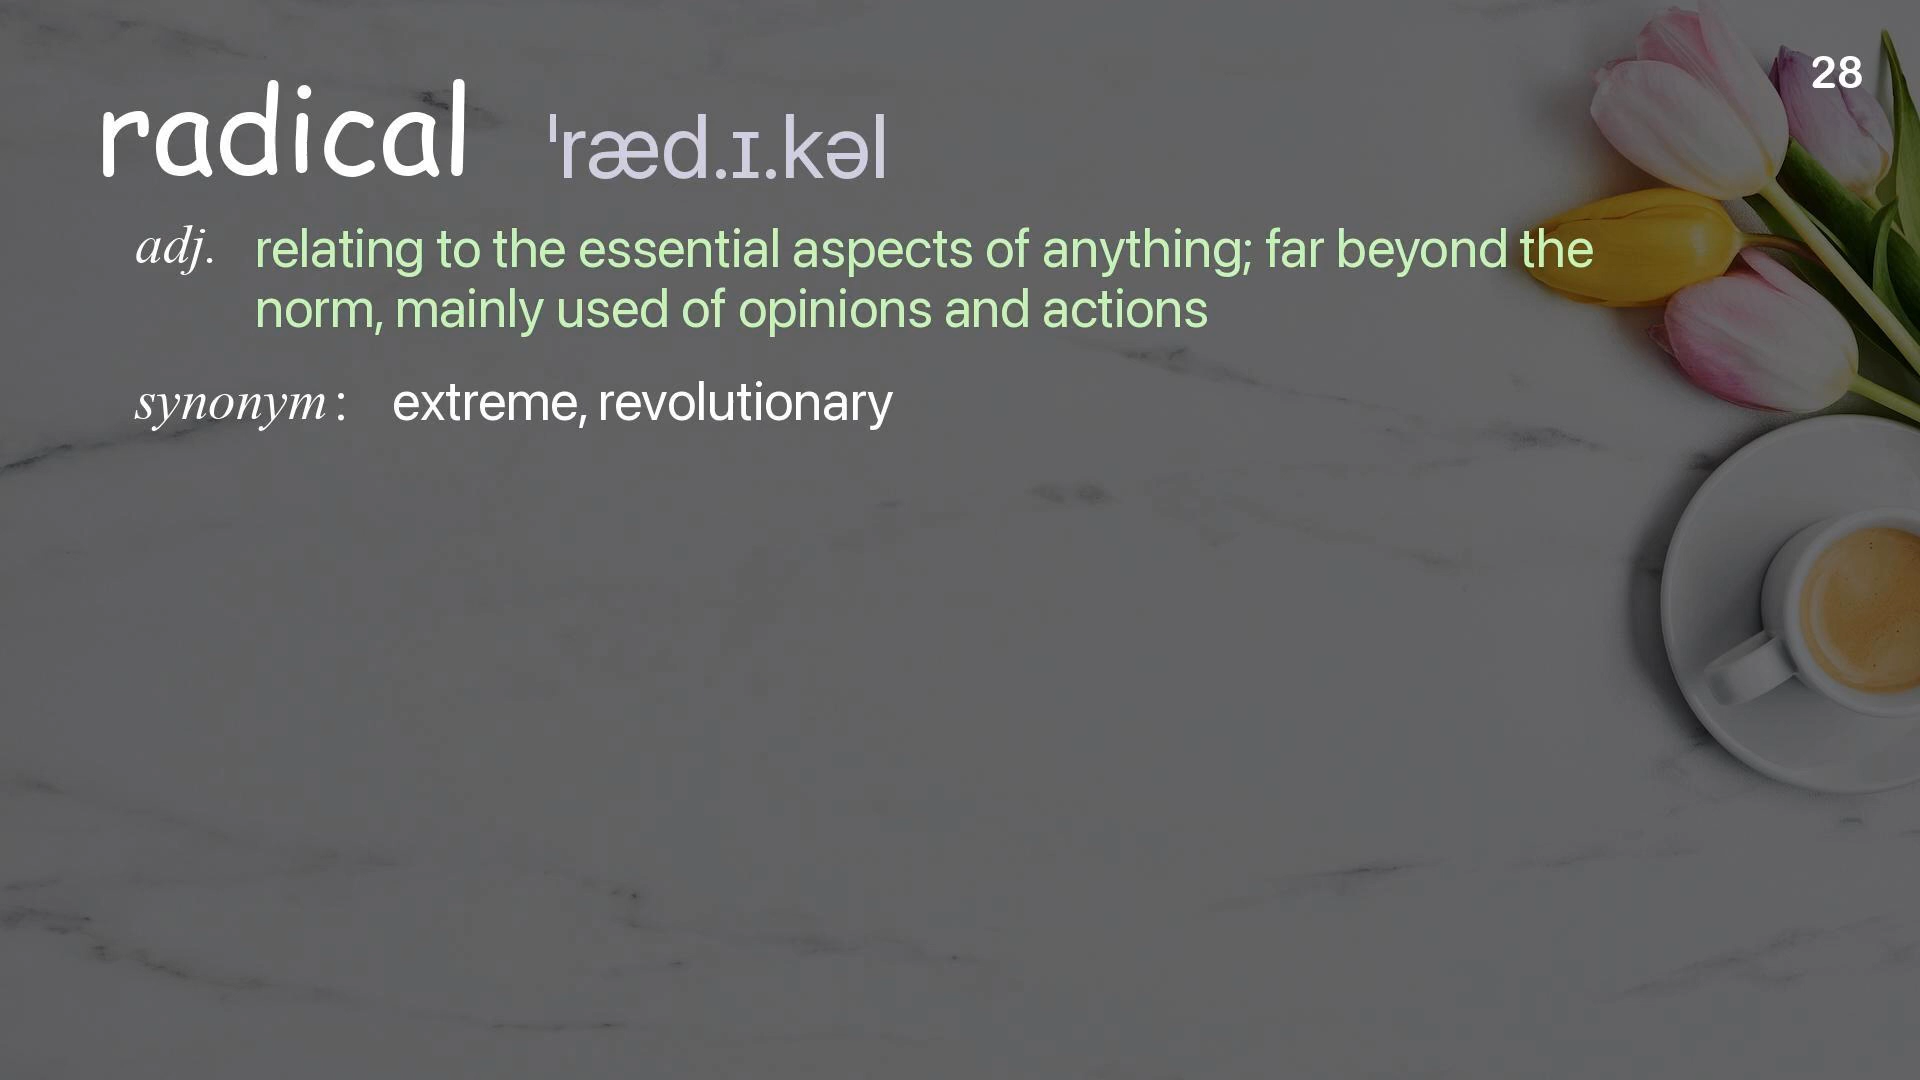 28
radical ˈræd.ɪ.kəl
adj. relating to the essential aspects of anything; far beyond the
norm, mainly used of opinions and actions
synonym : extreme, revolutionary